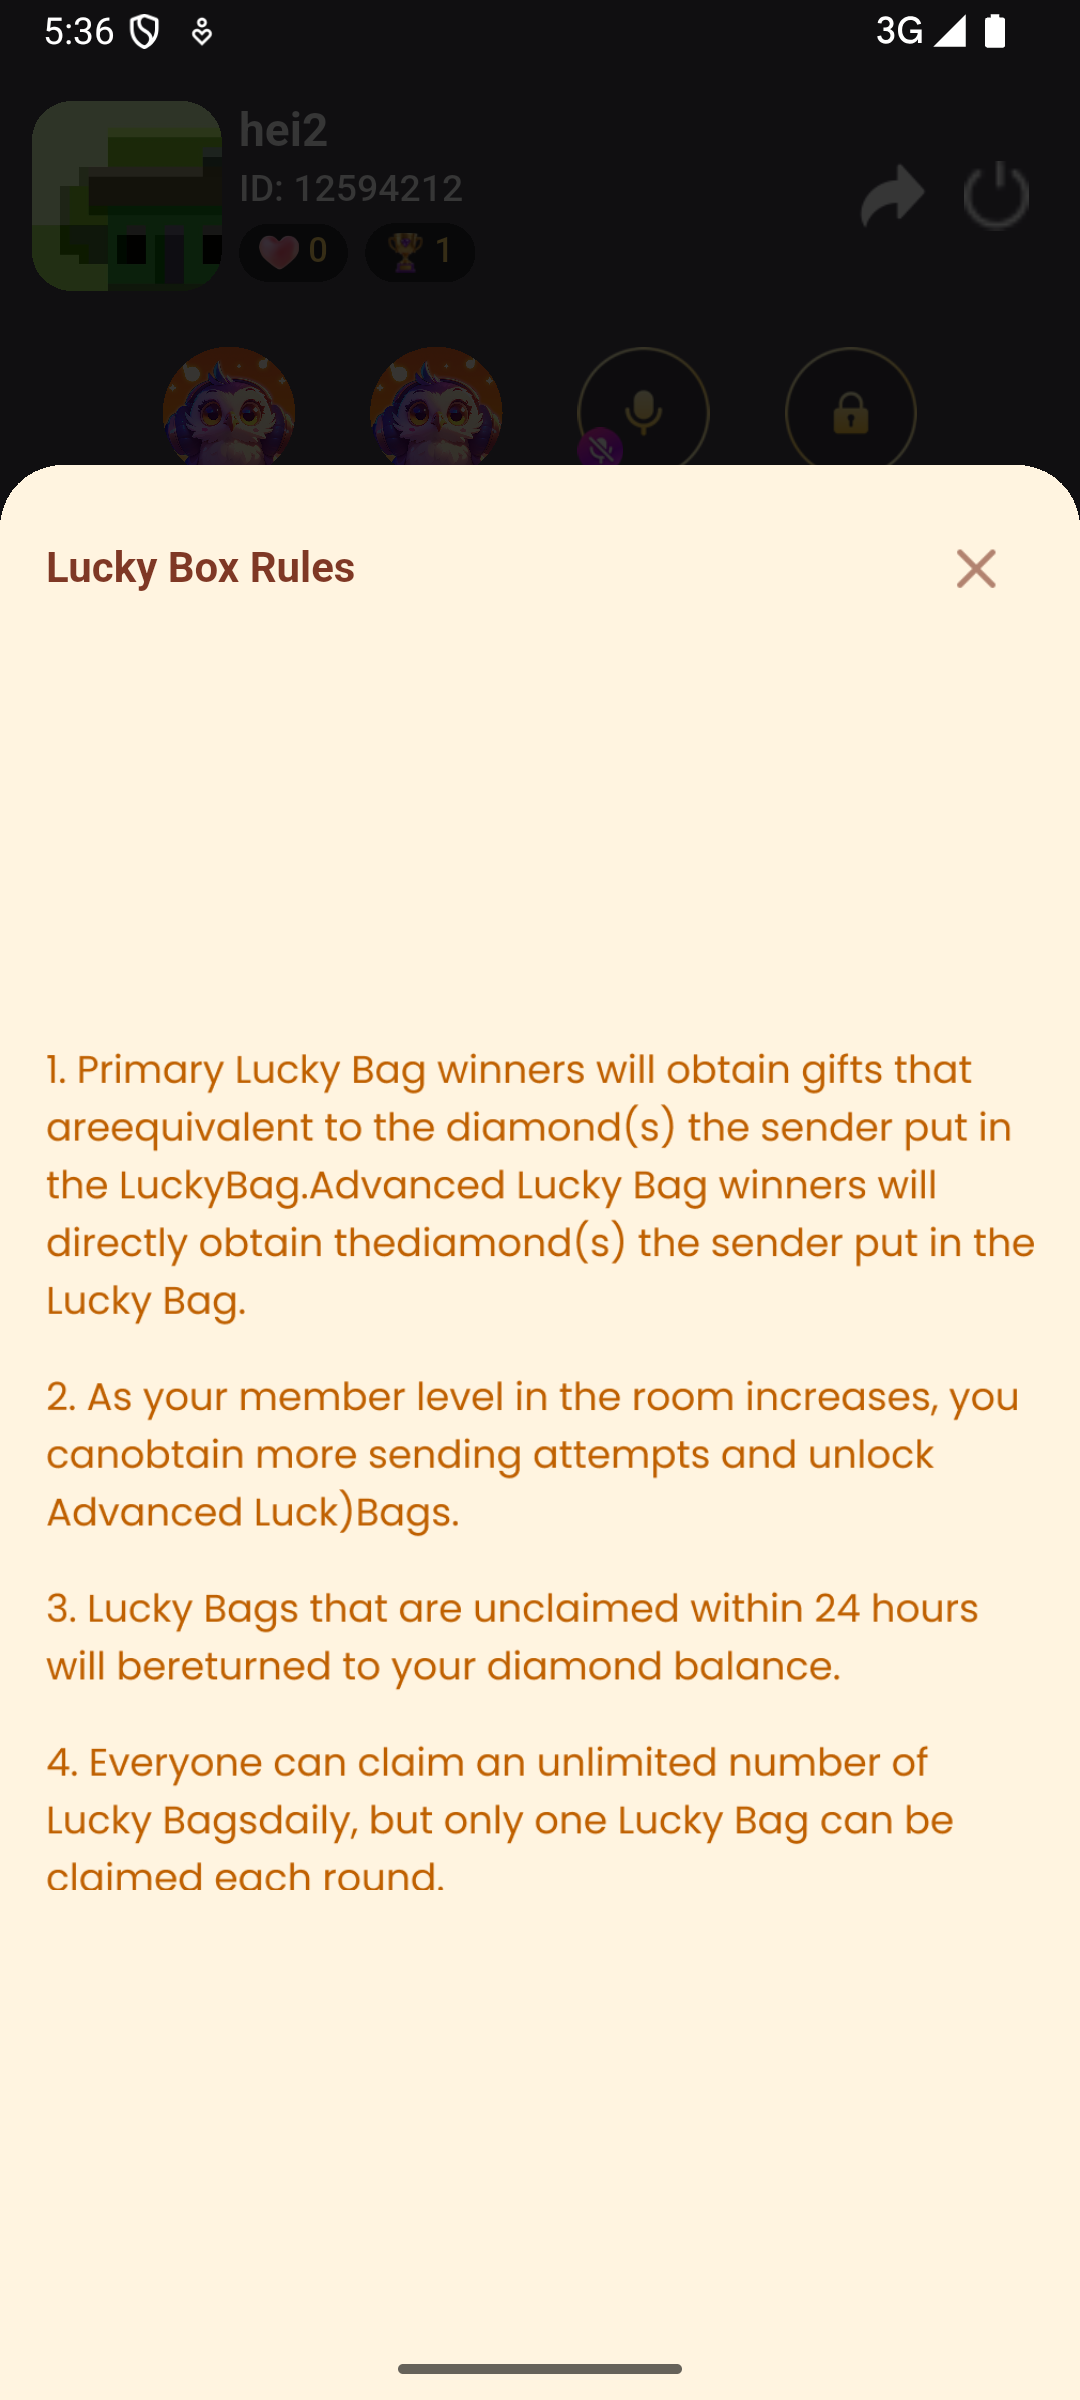 5:36
3G
hei2
ID: 12594212
0
1
Lucky Box Rules
1. Primary Lucky Bag winners will obtain gifts that
areequivalent to the diamond(s) the sender put in
the LuckyBag.Advanced Lucky Bag winners will
directly obtain thediamond(s) the sender put in the
Lucky Bag.
2. As your member level in the room increases, you
canobtain more sending attempts and unlock
Advanced Luck)Bags.
3. Lucky Bags that are unclaimed within 24 hours
will bereturned to your diamond balance.
4. Everyone can claim an unlimited number of
Lucky Bagsdaily, but only one Lucky Bag can be
claimed each round.